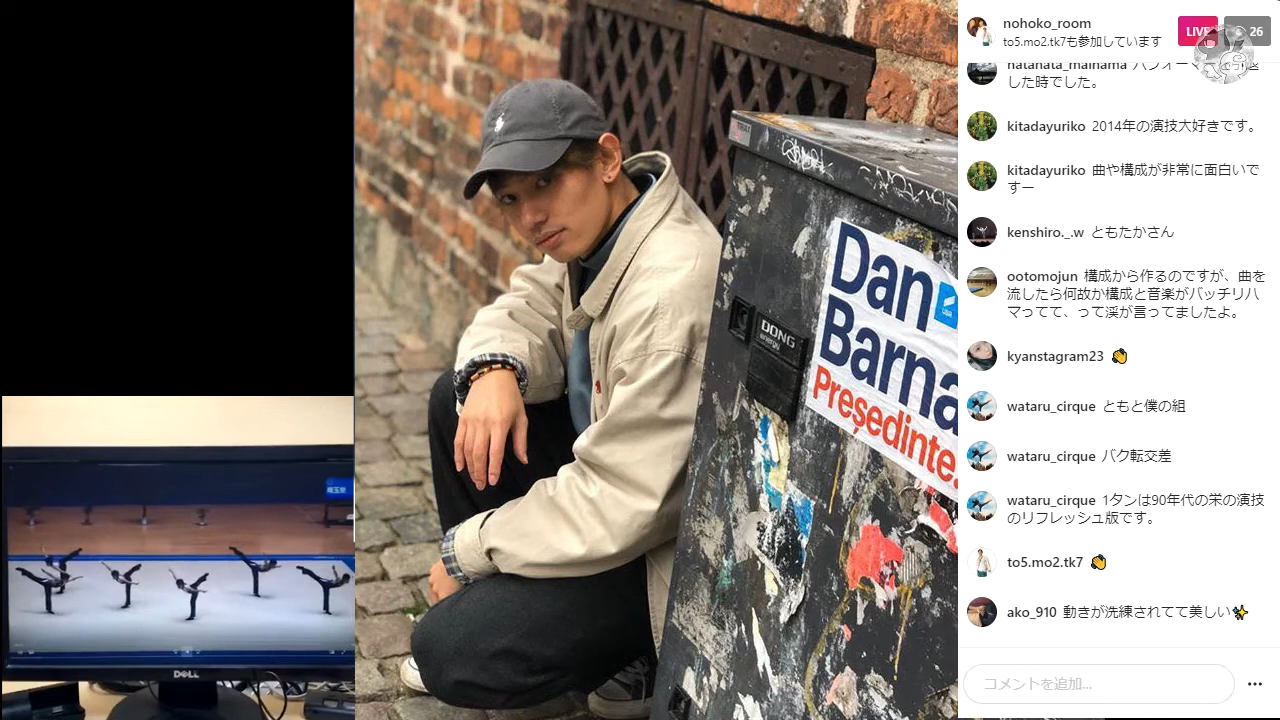 nohoko_room
to5.mo2.tk7も参加しています
LIVE
26
した時でした。
kitadayuriko 2014年の演技大好きです。
kitadayuriko 曲や構成が非常に面白いで
すー
kenshiro._.w ともたかさん
ootomojun 構成から作るのですが、曲を
流したら何故か構成と音楽がバッチリハ
マってて、って溪が言ってましたよ。
kyanstagram23 👏
wataru_cirque ともと僕の組
wataru_cirque バク転交差
wataru_cirque 1タンは90年代の栄の演技
のリフレッシュ版です。
to5.mo2.tk7 👏
ako_910 動きが洗練されてて美しい✨
コメントを追加...
Dan
Barna
Președinte.
DONG
energy
DELL